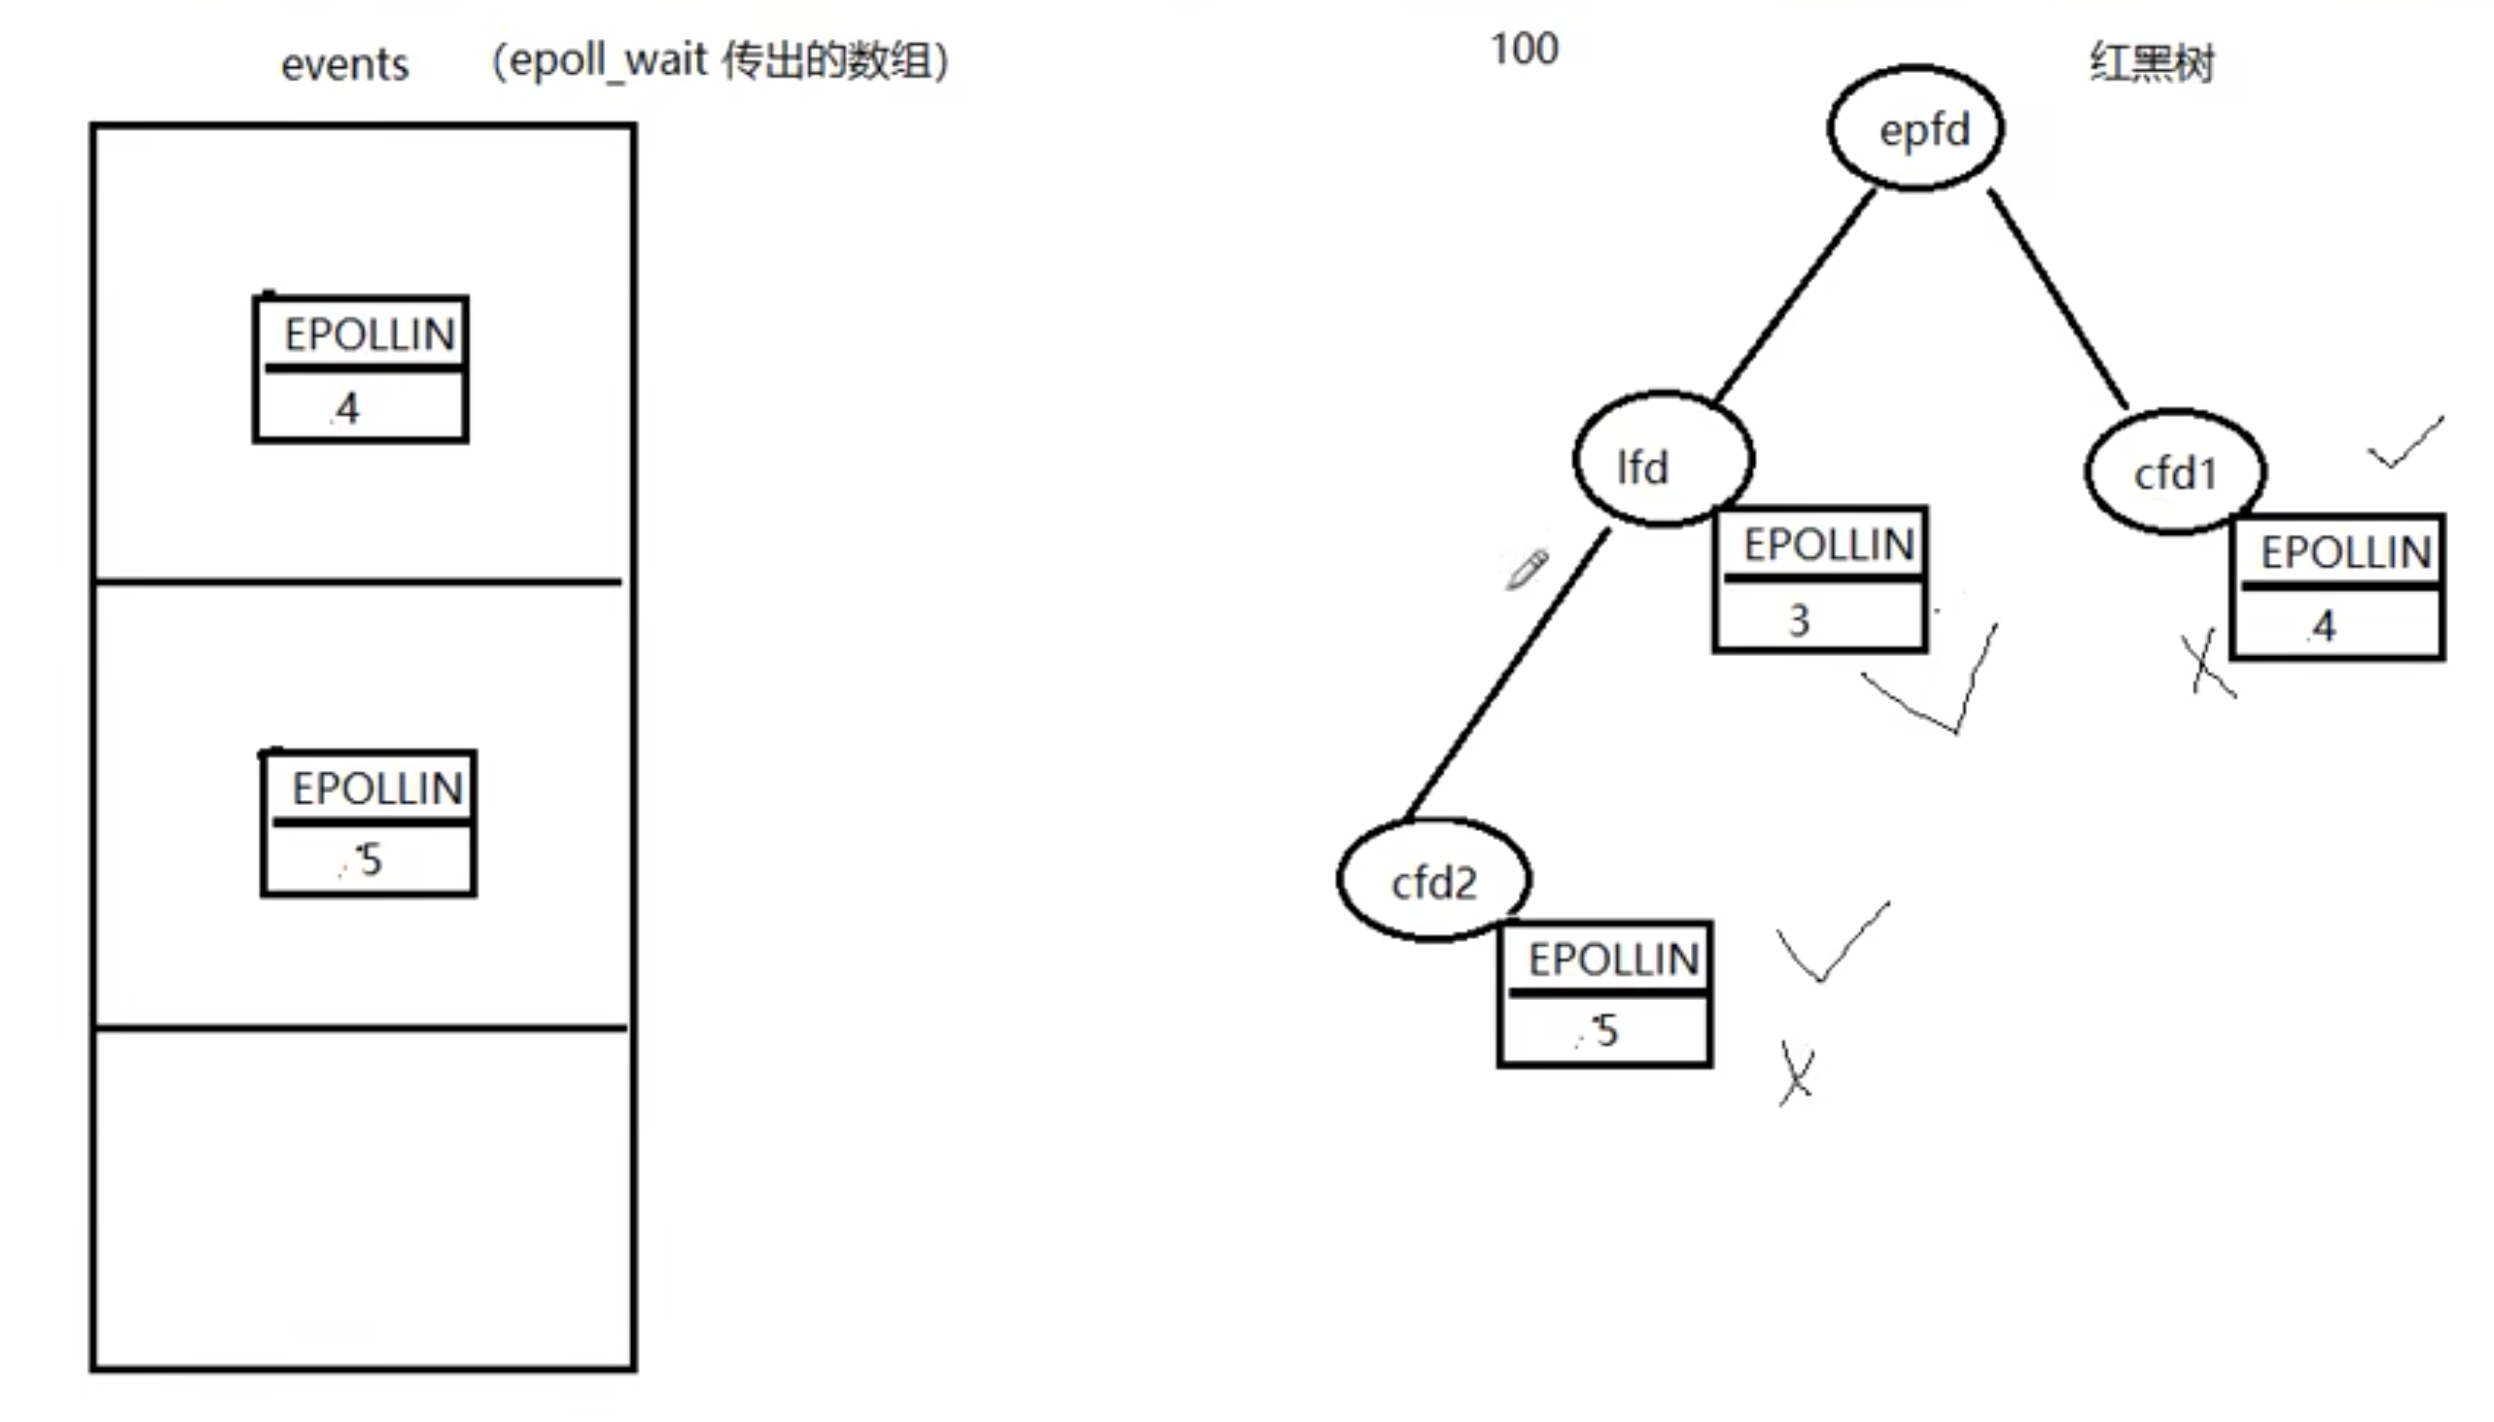 events （epoll_wait 传出的数组）
EPOLLIN
4
EPOLLIN
5
100
红黑树
epfd
lfd
EPOLLIN
3
cfd1
EPOLLIN
4
cfd2
EPOLLIN
5